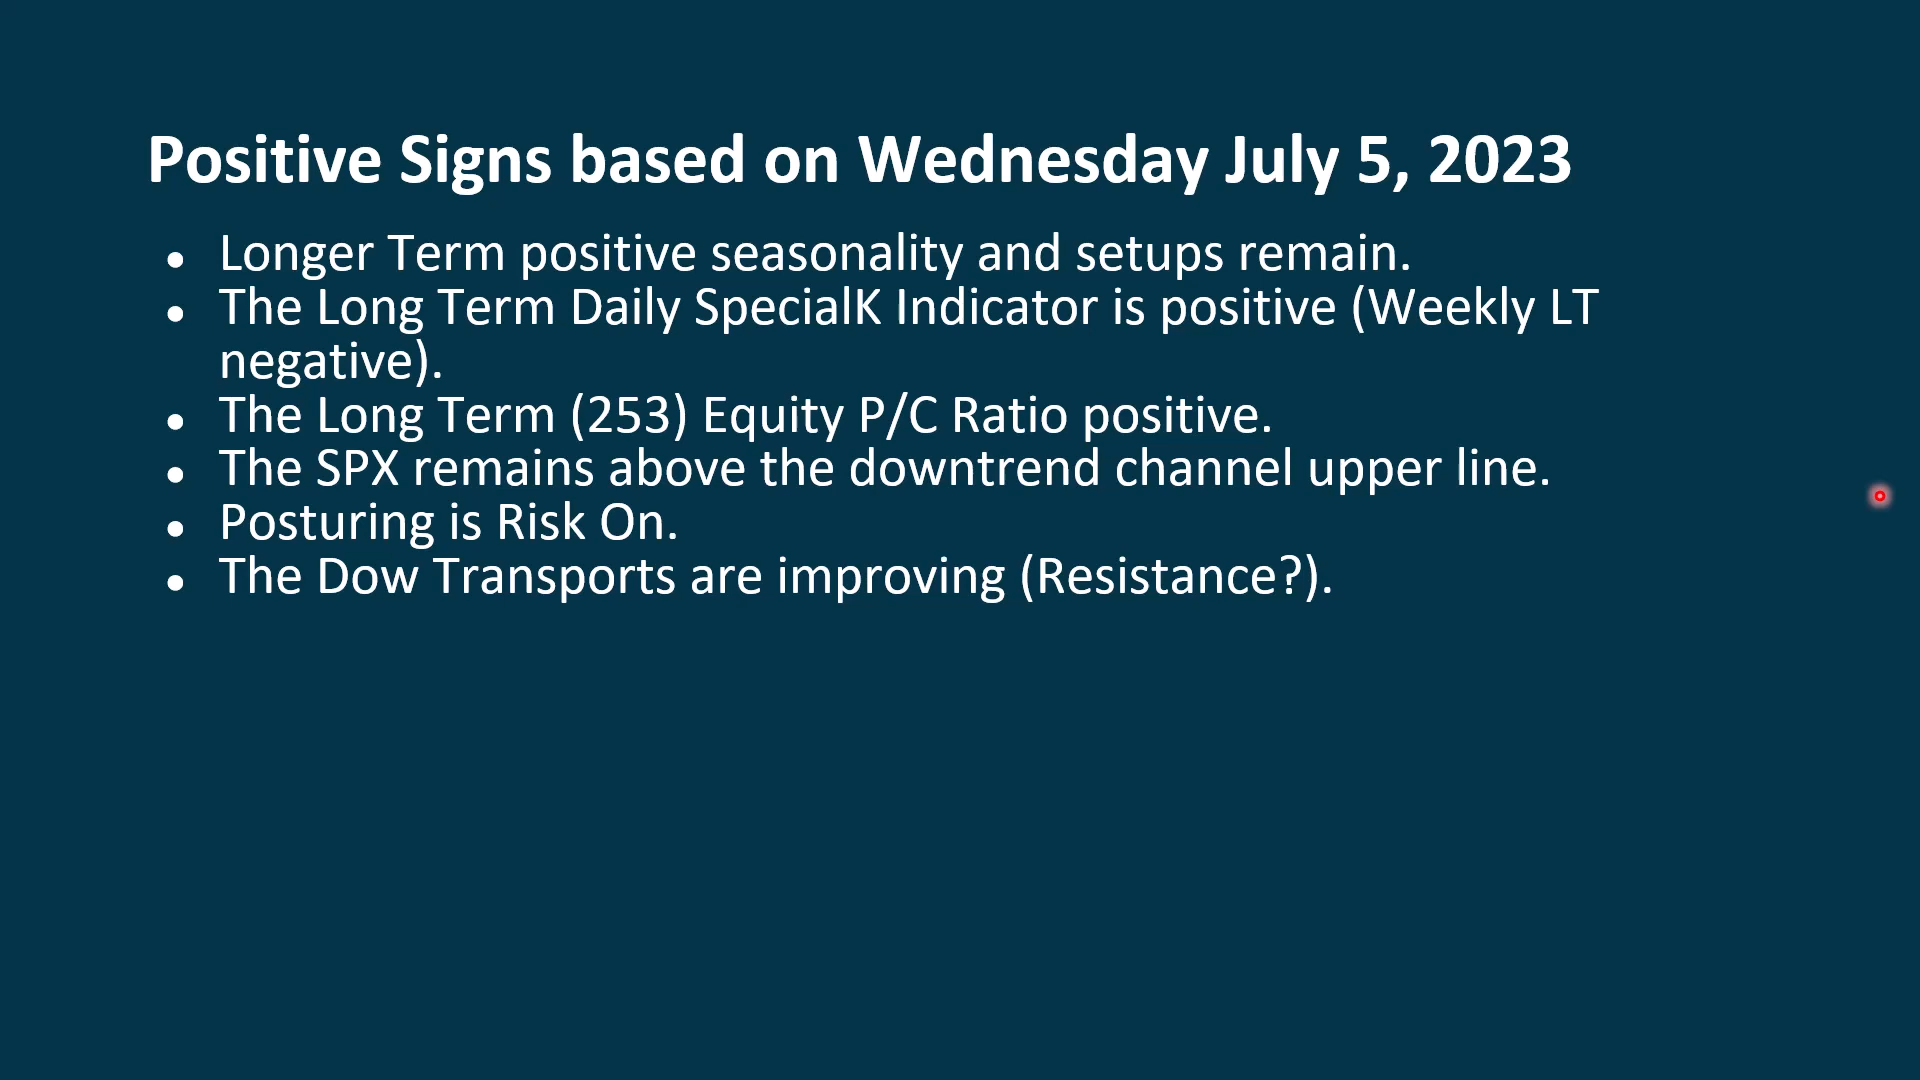 Positive Signs based on Wednesday July 5, 2023
● Longer Term positive seasonality and setups remain.
● The Long Term Daily SpecialK Indicator is positive (Weekly LT
negative).
● The Long Term (253) Equity P/C Ratio positive.
● The SPX remains above the downtrend channel upper line.
● Posturing is Risk On.
● The Dow Transports are improving (Resistance?).